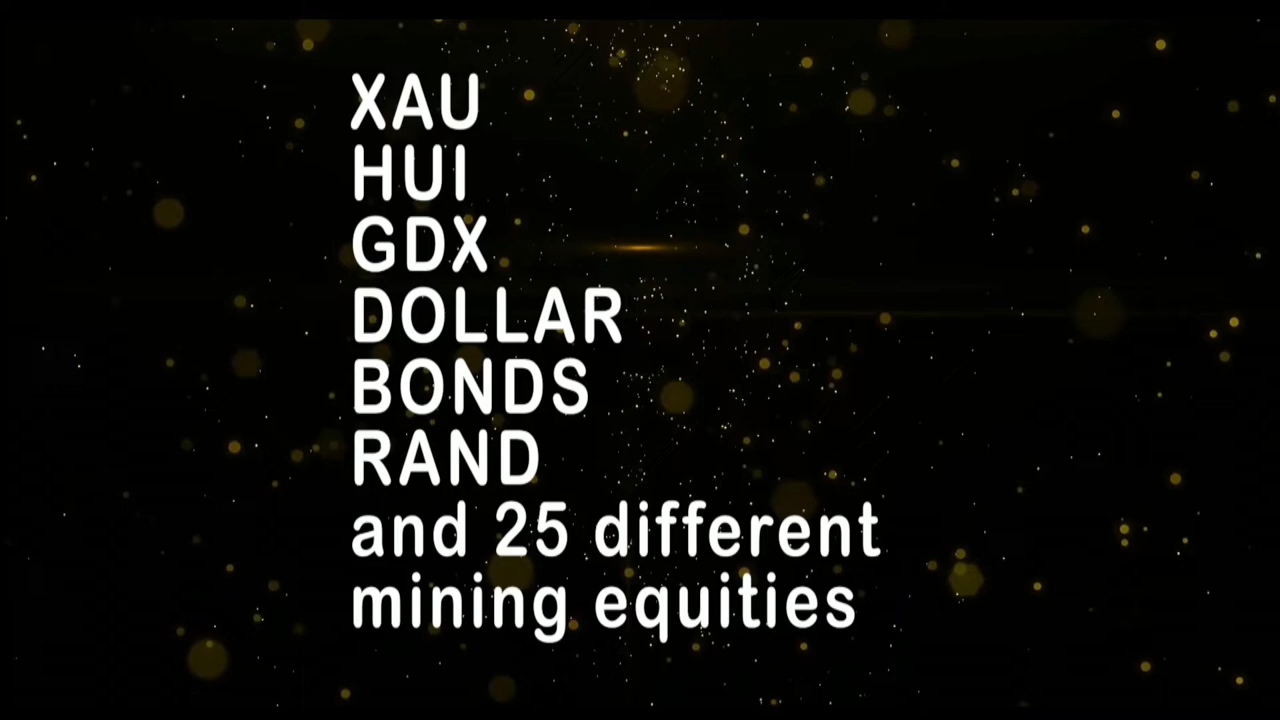 XAU
HUI
GDX
DOLLAR
BONDS
RAND
and 25 different
mining equities